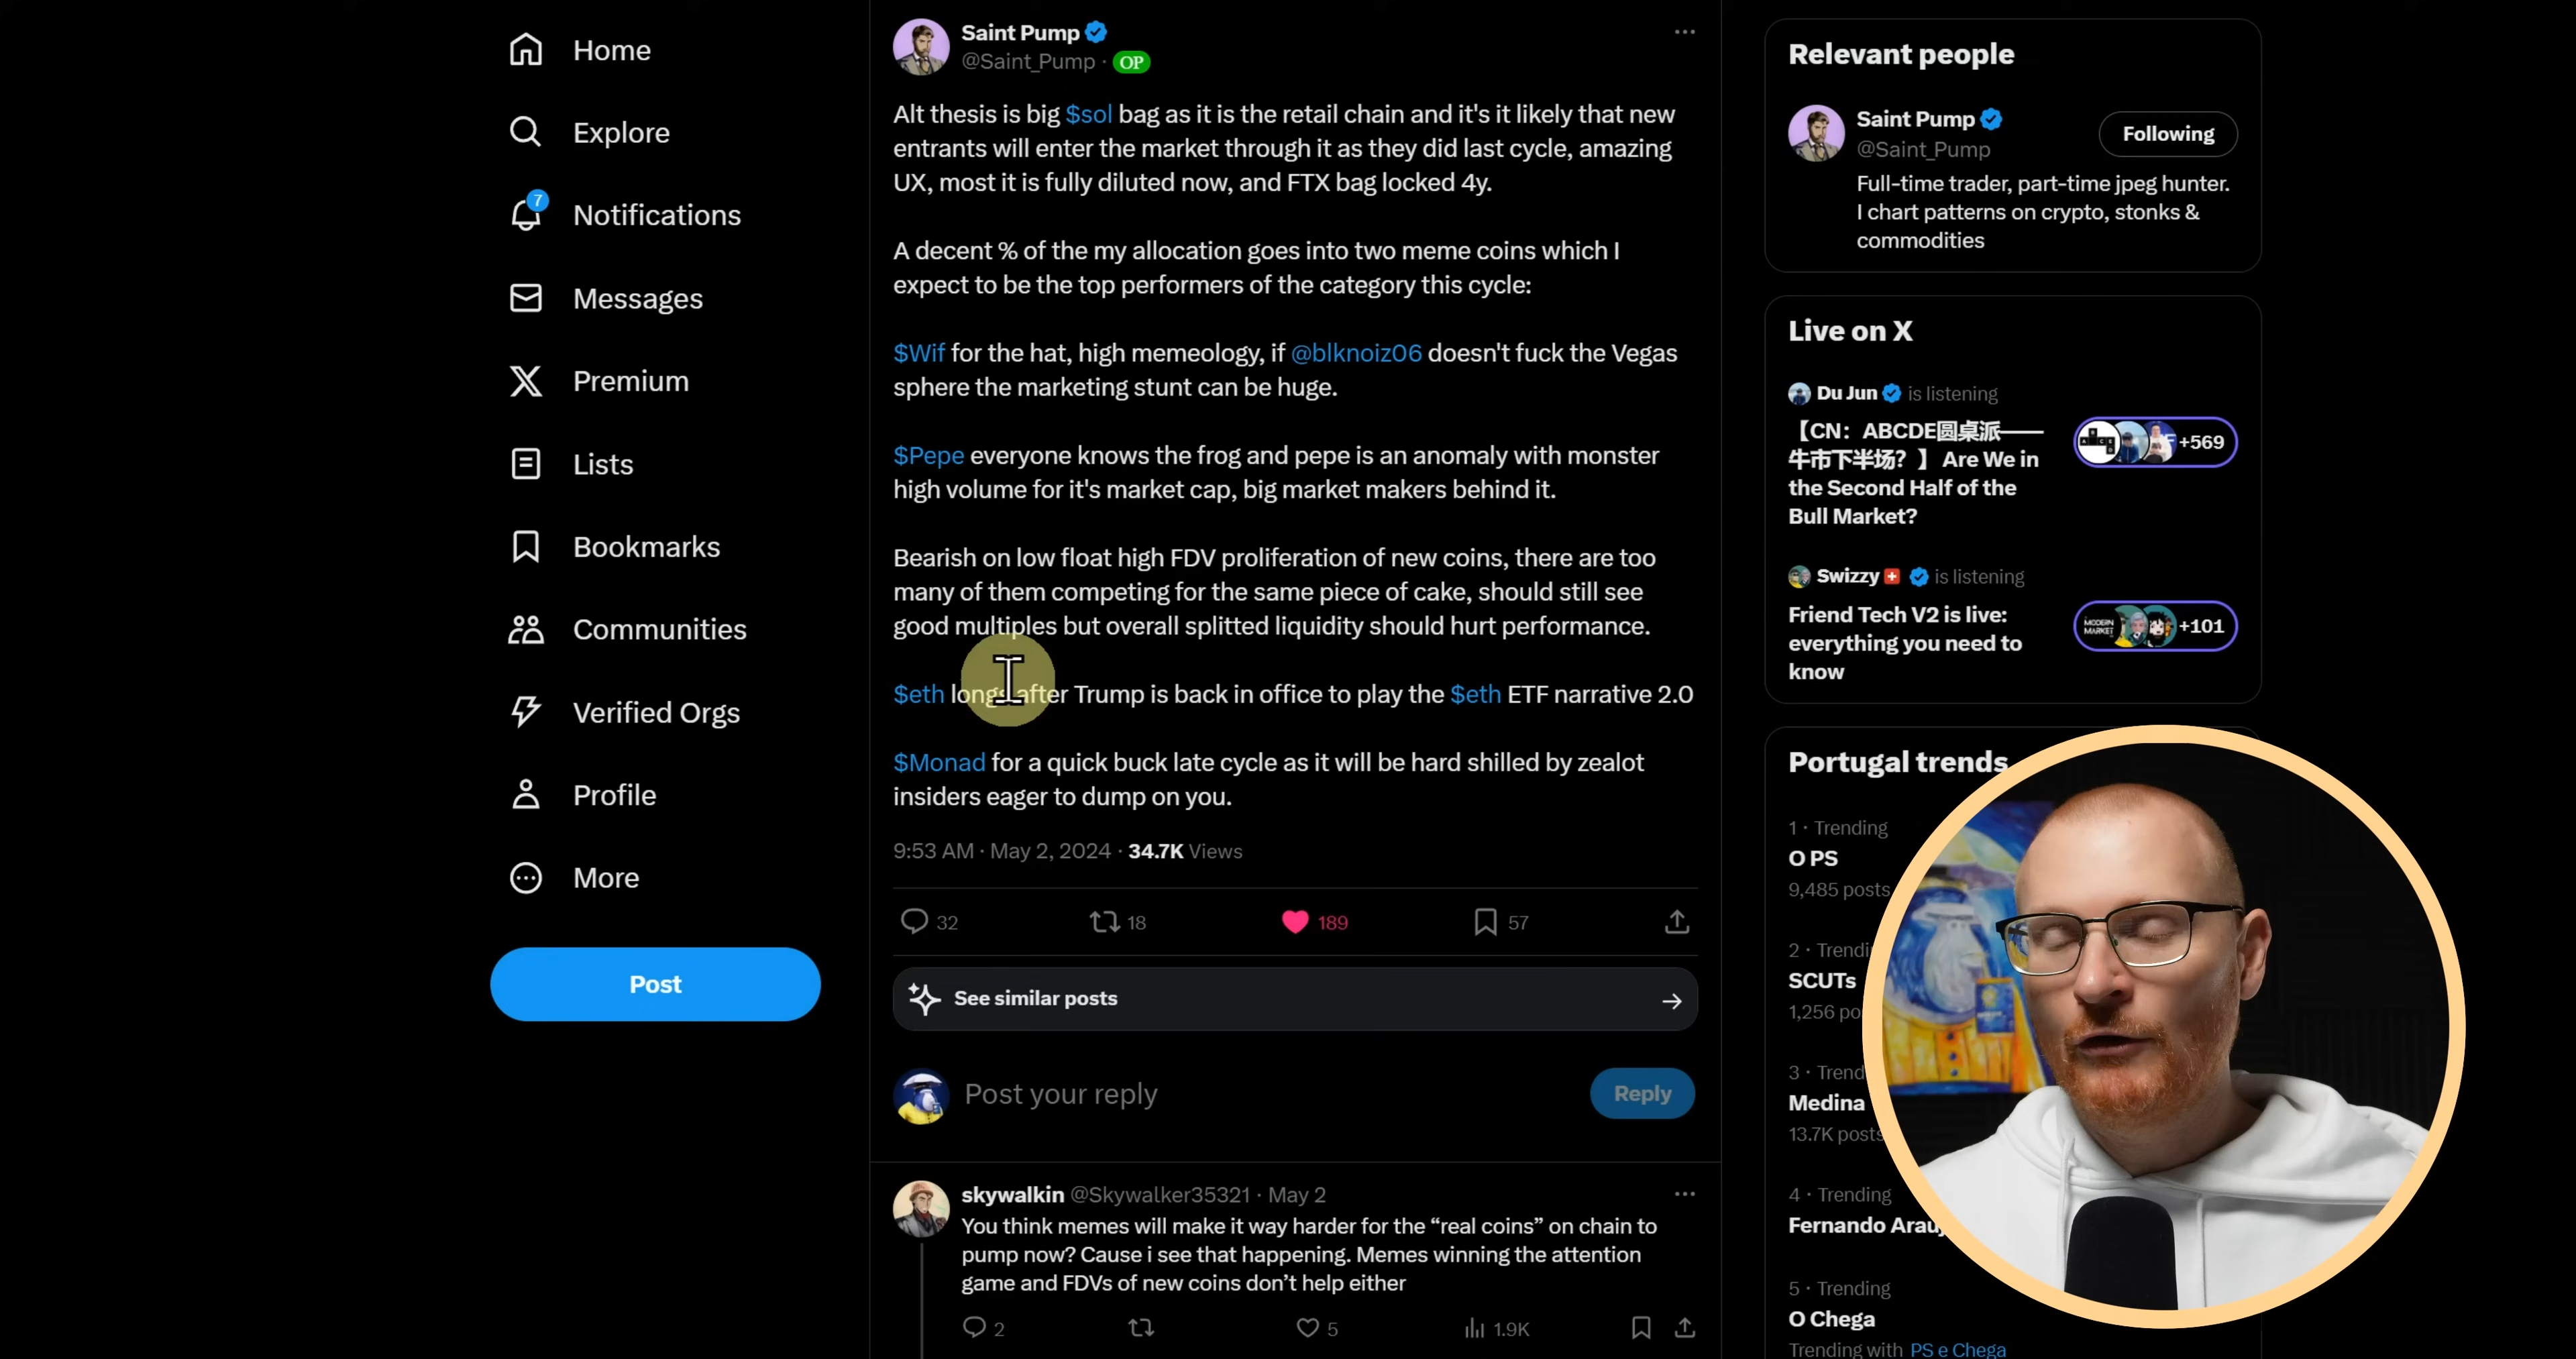 Home
Explore
7
Notifications
Messages
Premium
Lists
Bookmarks
Communities
Verified Orgs
Profile
More
Post
Saint Pump
@Saint_Pump · OP
Alt thesis is big $sol bag as it is the retail chain and it's it likely that new
entrants will enter the market through it as they did last cycle, amazing
UX, most it is fully diluted now, and FTX bag locked 4y.
A decent % of the my allocation goes into two meme coins which I
expect to be the top performers of the category this cycle:
$Wif for the hat, high memeology, if @blknoiz06 doesn't fuck the Vegas
sphere the marketing stunt can be huge.
$Pepe everyone knows the frog and pepe is an anomaly with monster
high volume for it's market cap, big market makers behind it.
Bearish on low float high FDV proliferation of new coins, there are too
many of them competing for the same piece of cake, should still see
good multiples but overall splitted liquidity should hurt performance.
$eth longs after Trump is back in office to play the $eth ETF narrative 2.0
$Monad for a quick buck late cycle as it will be hard shilled by zealot
insiders eager to dump on you.
9:53 AM · May 2, 2024 · 34.7K Views
32 18 189 57
See similar posts
Post your reply
Reply
skywalkin @Skywalker35321 · May 2
You think memes will make it way harder for the “real coins” on chain to
pump now? Cause i see that happening. Memes winning the attention
game and FDVs of new coins don’t help either
2 5 1.9K
Relevant people
Saint Pump
@Saint_Pump
Following
Full-time trader, part-time jpeg hunter.
I chart patterns on crypto, stonks &
commodities
Live on X
Du Jun is listening
【CN：ABCDE圆桌派——
牛市下半场？】 Are We in
the Second Half of the
Bull Market?
+569
Swizzy is listening
Friend Tech V2 is live:
everything you need to
know
MODERN
MARKET
+101
Portugal trends
1 · Trending
O PS
9,485 posts
2 ·
SCUTs
1,256
3 ·
Medina
13.7K posts
4 · Trending
Fernando
5 · Trending
O Chega
Trending with PS e Chega